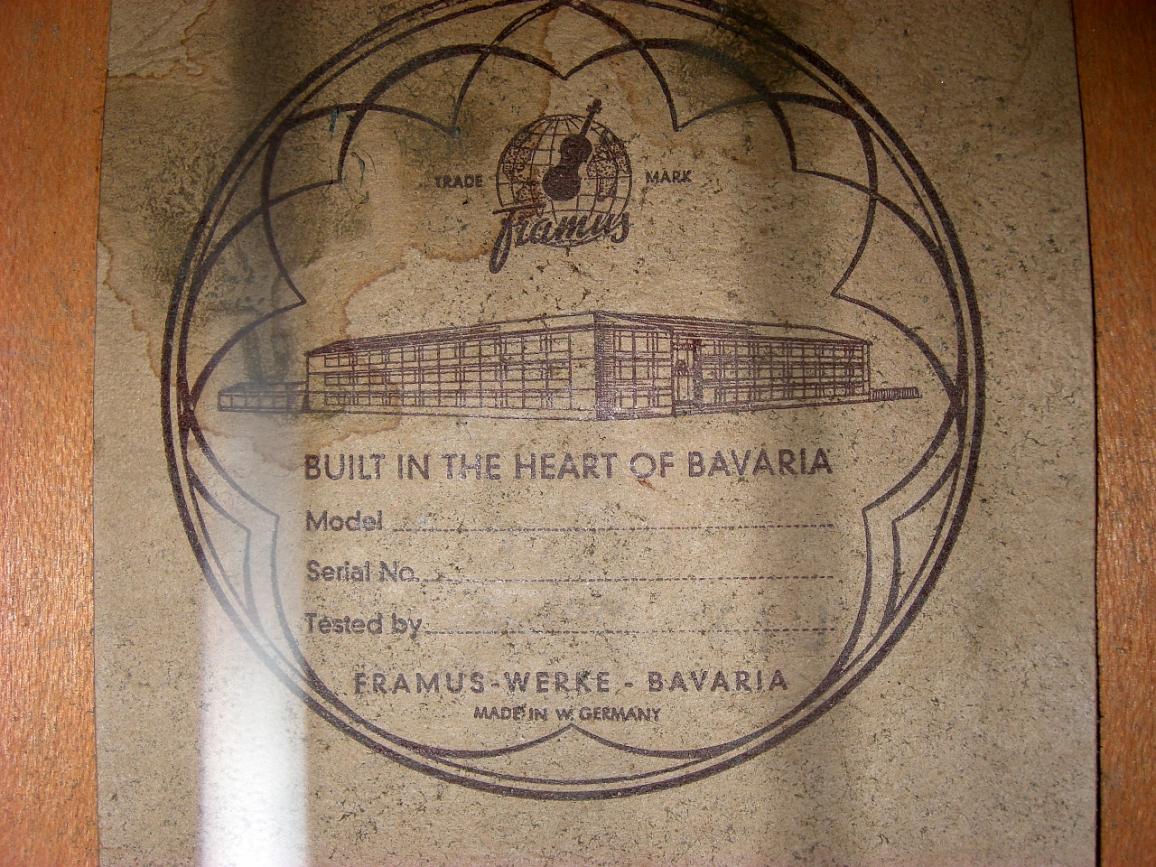 TRADE MARK
Framus
BUILT IN THE HEART OF BAVARIA
Model
Serial No.
Tested by
FRAMUS-WERKE - BAVARIA
MADE IN W. GERMANY